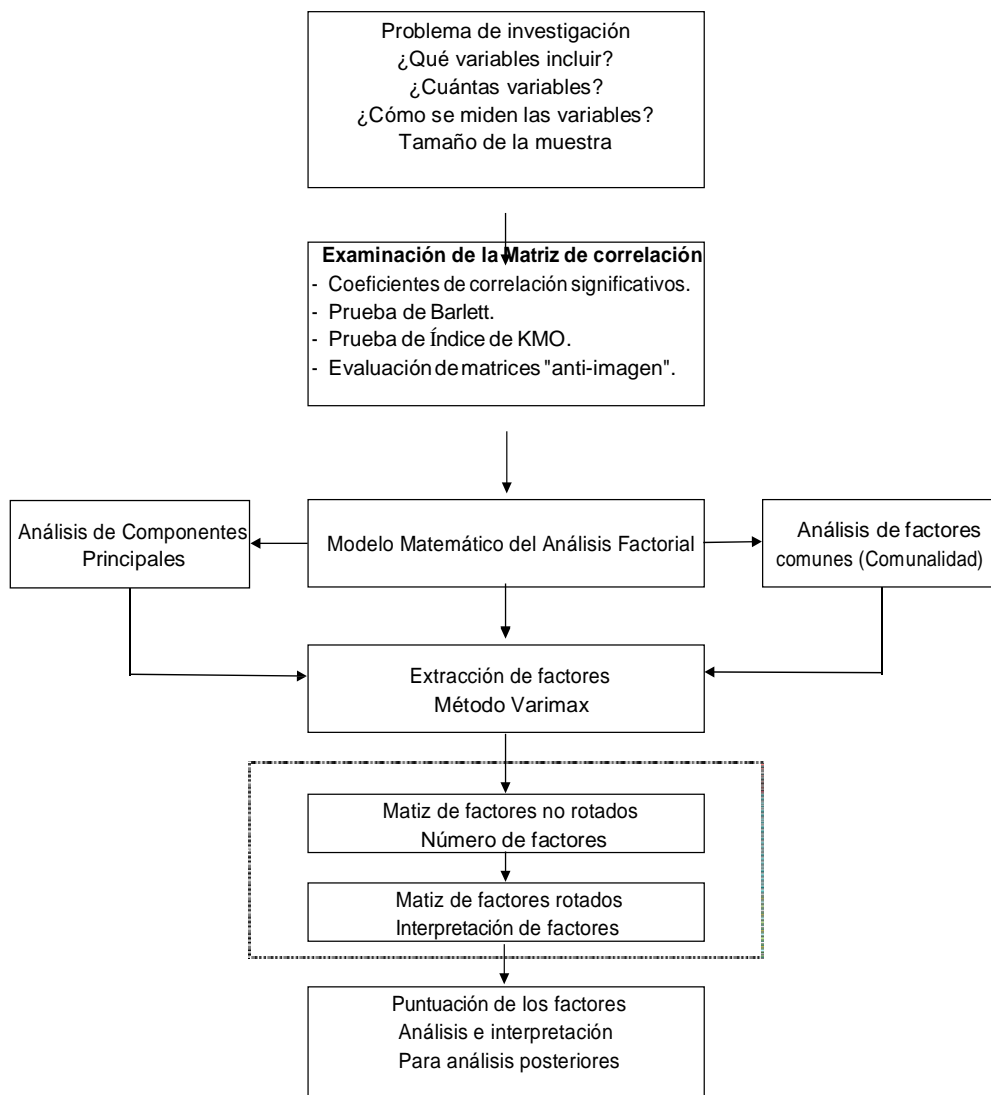 Problema de investigación
¿Qué variables incluir?
¿Cuántas variables?
¿Cómo se miden las variables?
Tamaño de la muestra
Examinación de la Matriz de correlación
- Coeficientes de correlación significativos.
- Prueba de Barlett.
- Prueba de Índice de KMO.
- Evaluación de matrices "anti-imagen".
Análisis de Componentes
Principales
Modelo Matemático del Análisis Factorial
Análisis de factores
comunes (Comunalidad)
Extracción de factores
Método Varimax
Matiz de factores no rotados
Número de factores
Matiz de factores rotados
Interpretación de factores
Puntuación de los factores
Análisis e interpretación
Para análisis posteriores